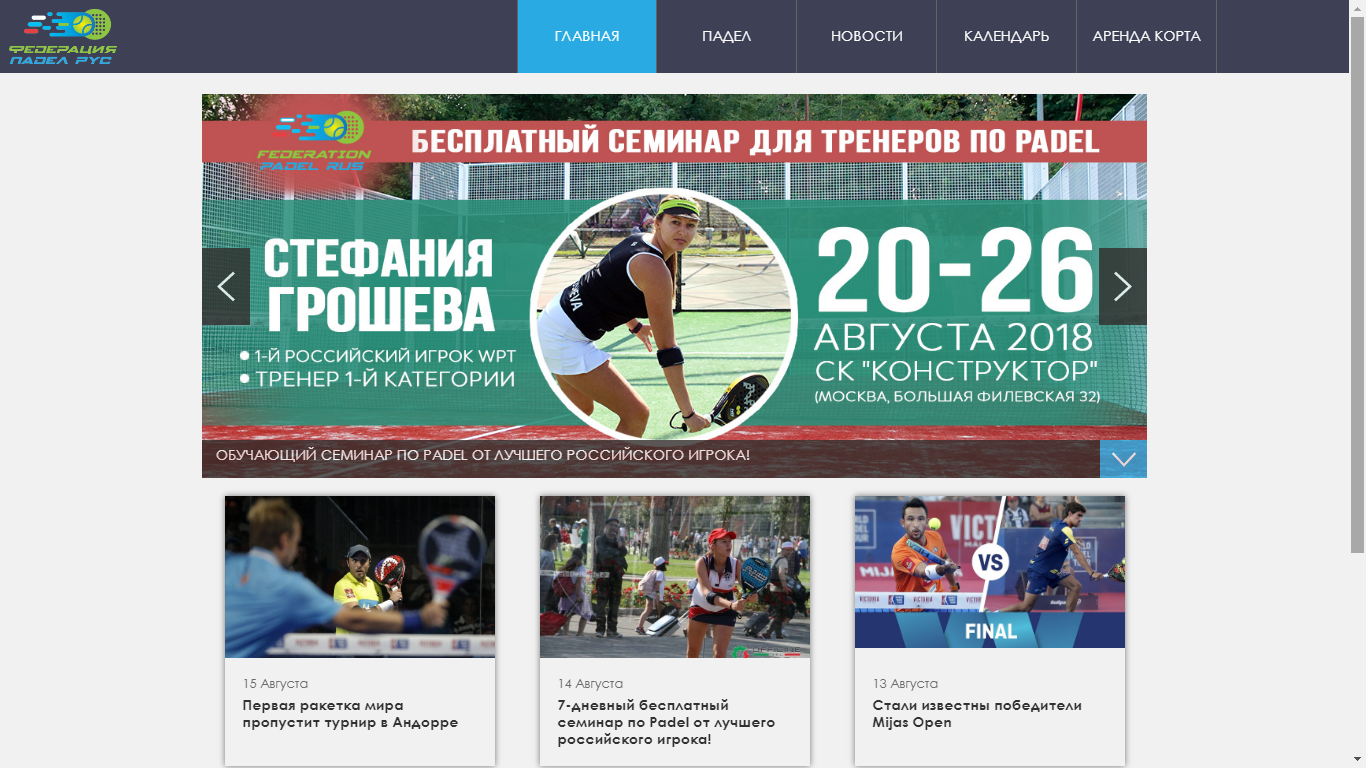 ФЕДЕРАЦИЯ
ПАДЕЛ РУС
ГЛАВНАЯ
ПАДЕЛ
НОВОСТИ
КАЛЕНДАРЬ
АРЕНДА КОРТА
FEDERATION
PADEL RUS
БЕСПЛАТНЫЙ СЕМИНАР ДЛЯ ТРЕНЕРОВ ПО PADEL
СТЕФАНИЯ
ГРОШЕВА
• 1-Й РОССИЙСКИЙ ИГРОК WPT
• ТРЕНЕР 1-Й КАТЕГОРИИ
20-26
АВГУСТА 2018
СК "КОНСТРУКТОР"
(МОСКВА, БОЛЬШАЯ ФИЛЕВСКАЯ 32)
ОБУЧАЮЩИЙ СЕМИНАР ПО PADEL ОТ ЛУЧШЕГО РОССИЙСКОГО ИГРОКА!
VICT
VS
MIJA
VICTORIA
FINAL
15 Августа
Первая ракетка мира
пропустит турнир в Андорре
14 Августа
7-дневный бесплатный
семинар по Padel от лучшего
российского игрока!
13 Августа
Стали известны победители
Mijas Open